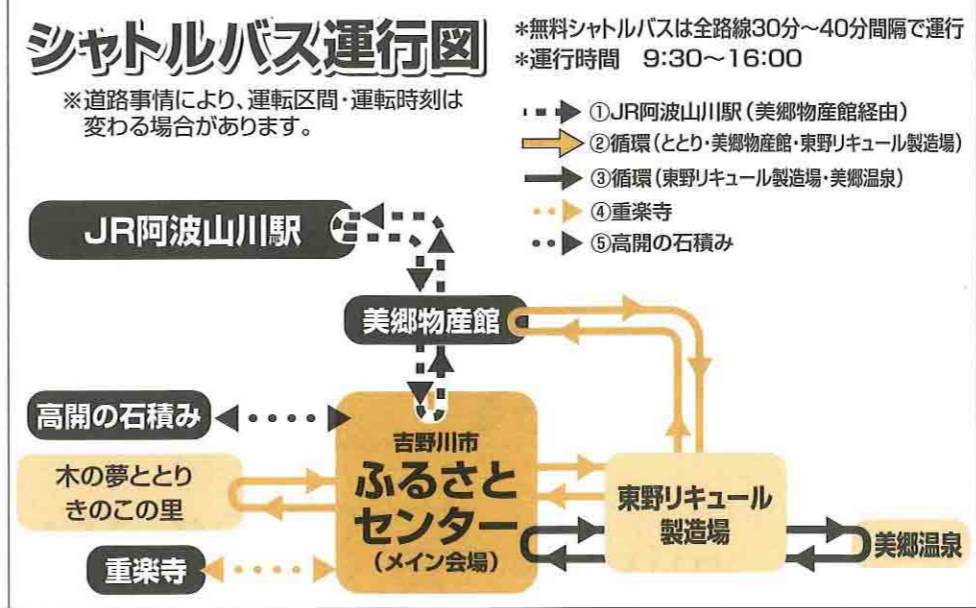 シャトルバス運行図
※道路事情により、運転区間・運転時刻は
変わる場合があります。
*無料シャトルバスは全路線30分～40分間隔で運行
*運行時間 9:30～16:00
①JR阿波山川駅(美郷物産館経由)
②循環(ととり・美郷物産館・東野リキュール製造場)
③循環(東野リキュール製造場・美郷温泉)
④重楽寺
⑤高開の石積み
JR阿波山川駅
美郷物産館
高開の石積み
木の夢ととり
きのこの里
重楽寺
吉野川市
ふるさと
センター
(メイン会場)
東野リキュール
製造場
美郷温泉